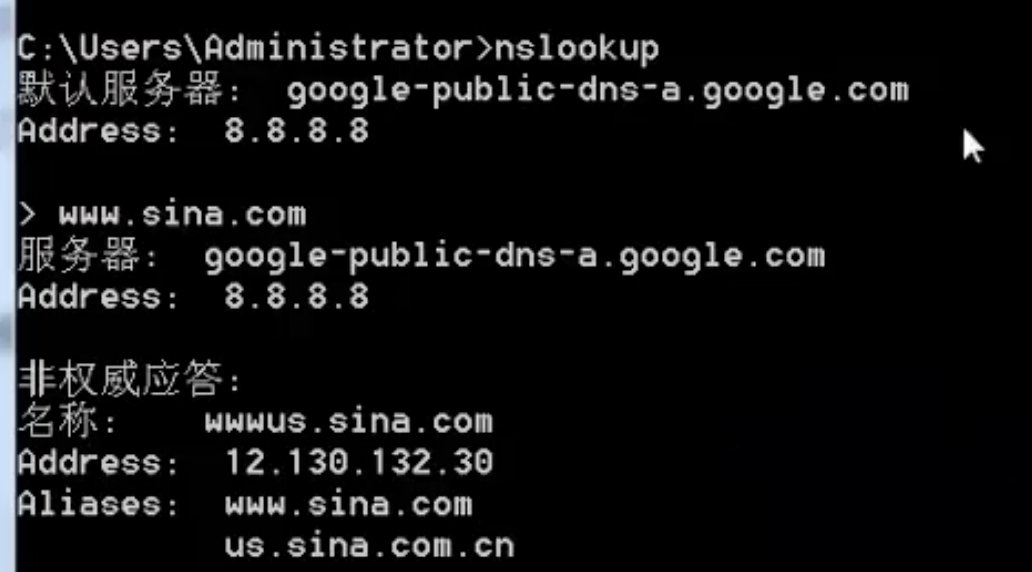 C:\Users\Administrator>nslookup
默认服务器:  google-public-dns-a.google.com
Address:  8.8.8.8
> www.sina.com
服务器:  google-public-dns-a.google.com
Address:  8.8.8.8
非权威应答:
名称:    wwwus.sina.com
Address:  12.130.132.30
Aliases:  www.sina.com
          us.sina.com.cn